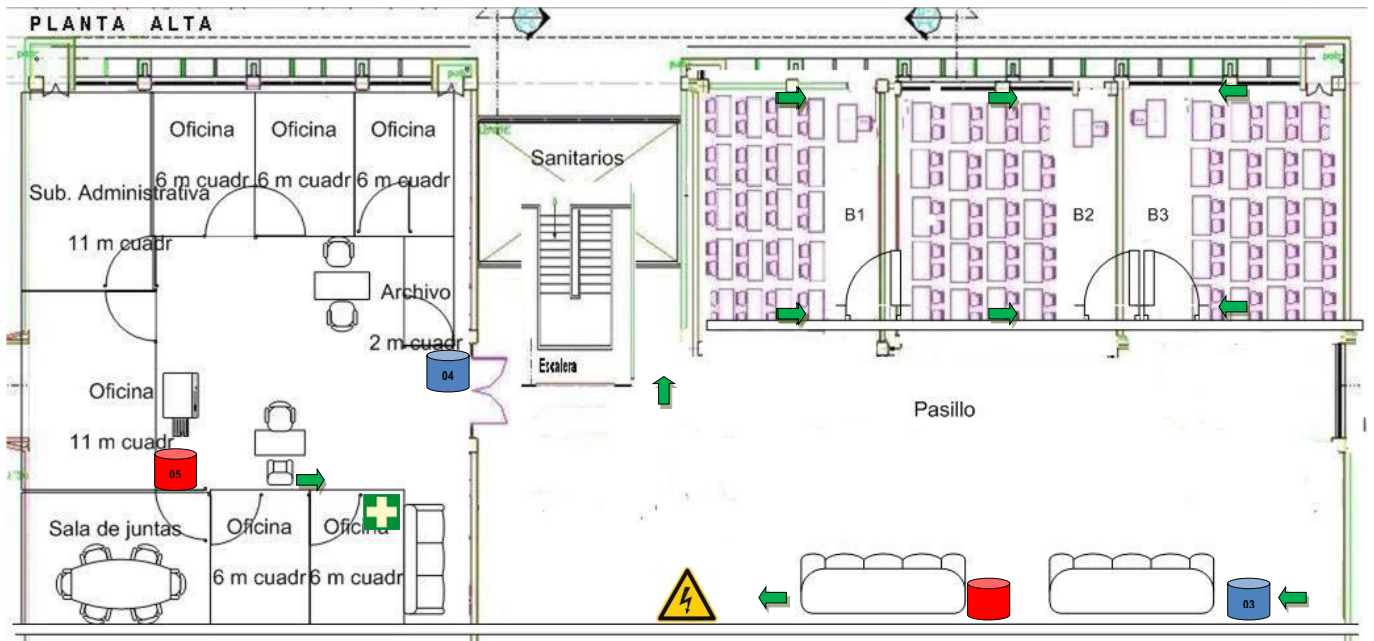 PLANTA ALTA
Oficina
6 m cuadr
Oficina
6 m cuadr
Oficina
6 m cuadr
Sub. Administrativa
11 m cuadr
Archivo
2 m cuadr
Sanitarios
Escalera
B1
B2
B3
04
Oficina
11 m cuadr
05
Pasillo
Sala de juntas
Oficina
6 m cuadr
Oficina
6 m cuadr
03